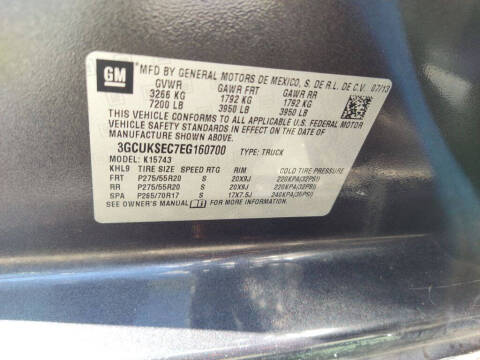 GM
MFD BY GENERAL MOTORS DE MEXICO, S. DE R.L. DE C.V. 07/13
GVWR GAWR FRT GAWR RR
3266 KG 1792 KG 1792 KG
7200 LB 3950 LB 3950 LB
THIS VEHICLE CONFORMS TO ALL APPLICABLE U.S. FEDERAL MOTOR
VEHICLE SAFETY STANDARDS IN EFFECT ON THE DATE OF
MANUFACTURE SHOWN ABOVE.
3GCUKSEC7EG160700 TYPE: TRUCK
MODEL: K15743
KHL9 TIRE SIZE SPEED RTG RIM COLD TIRE PRESSURE
FRT P275/55R20 S 20X9J 220KPA(32PSI)
RR P275/55R20 S 20X9J 220KPA(32PSI)
SPA P265/70R17 S 17X7.5J 240KPA(35PSI)
SEE OWNER'S MANUAL FOR MORE INFORMATION.